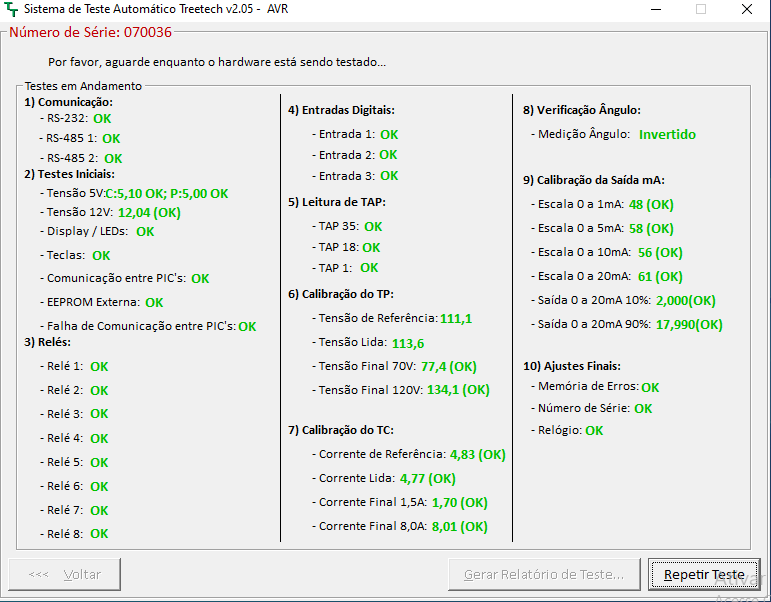 Sistema de Teste Automático Treetech v2.05 - AVR
Número de Série: 070036
Por favor, aguarde enquanto o hardware está sendo testado...
Testes em Andamento
1) Comunicação:
- RS-232: OK
- RS-485 1: OK
- RS-485 2: OK
2) Testes Iniciais:
- Tensão 5V:C:5,10 OK; P:5,00 OK
- Tensão 12V: 12,04 (OK)
- Display / LEDs: OK
- Teclas: OK
- Comunicação entre PIC's: OK
- EEPROM Externa: OK
- Falha de Comunicação entre PIC's: OK
3) Relés:
- Relé 1: OK
- Relé 2: OK
- Relé 3: OK
- Relé 4: OK
- Relé 5: OK
- Relé 6: OK
- Relé 7: OK
- Relé 8: OK
4) Entradas Digitais:
- Entrada 1: OK
- Entrada 2: OK
- Entrada 3: OK
5) Leitura de TAP:
- TAP 35: OK
- TAP 18: OK
- TAP 1: OK
6) Calibração do TP:
- Tensão de Referência: 111,1
- Tensão Lida: 113,6
- Tensão Final 70V: 77,4 (OK)
- Tensão Final 120V: 134,1 (OK)
7) Calibração do TC:
- Corrente de Referência: 4,83 (OK)
- Corrente Lida: 4,77 (OK)
- Corrente Final 1,5A: 1,70 (OK)
- Corrente Final 8,0A: 8,01 (OK)
8) Verificação Ângulo:
- Medição Ângulo: Invertido
9) Calibração da Saída mA:
- Escala 0 a 1mA: 48 (OK)
- Escala 0 a 5mA: 58 (OK)
- Escala 0 a 10mA: 56 (OK)
- Escala 0 a 20mA: 61 (OK)
- Saída 0 a 20mA 10%: 2,000(OK)
- Saída 0 a 20mA 90%: 17,990(OK)
10) Ajustes Finais:
- Memória de Erros: OK
- Número de Série: OK
- Relógio: OK
<<< Voltar
Gerar Relatório de Teste...
Repetir Teste